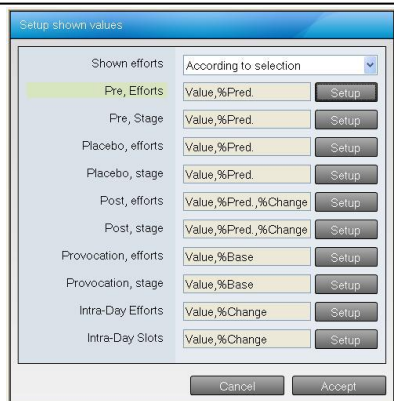 Setup shown values
Shown efforts According to selection
Pre, Efforts Value,%Pred. Setup
Pre, Stage Value,%Pred. Setup
Placebo, efforts Value,%Pred. Setup
Placebo, stage Value,%Pred. Setup
Post, efforts Value,%Pred.,%Change Setup
Post, stage Value,%Pred.,%Change Setup
Provocation, efforts Value,%Base Setup
Provocation, stage Value,%Base Setup
Intra-Day Efforts Value,%Change Setup
Intra-Day Slots Value,%Change Setup
Cancel Accept